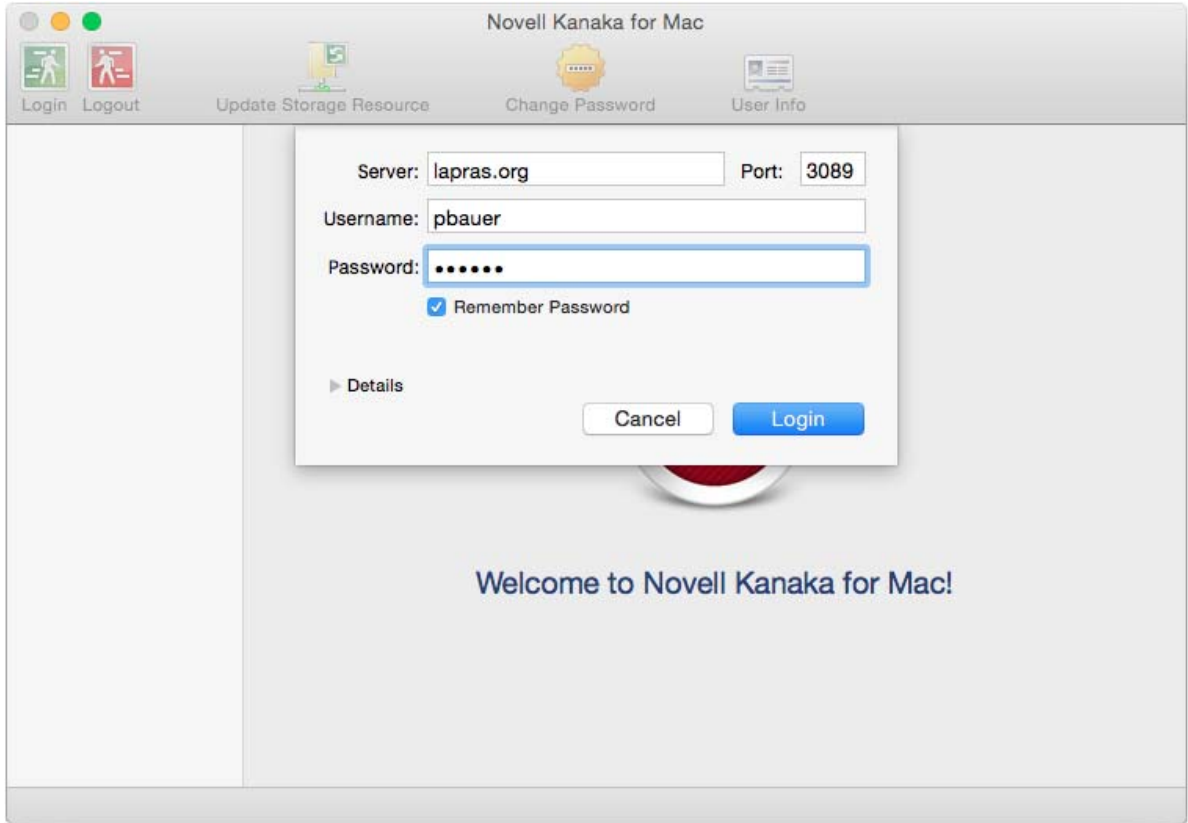 Novell Kanaka for Mac
Login Logout Update Storage Resource Change Password User Info
Server: lapras.org Port: 3089
Username: pbauer
Password: ••••••
Remember Password
Details
Cancel Login
Welcome to Novell Kanaka for Mac!